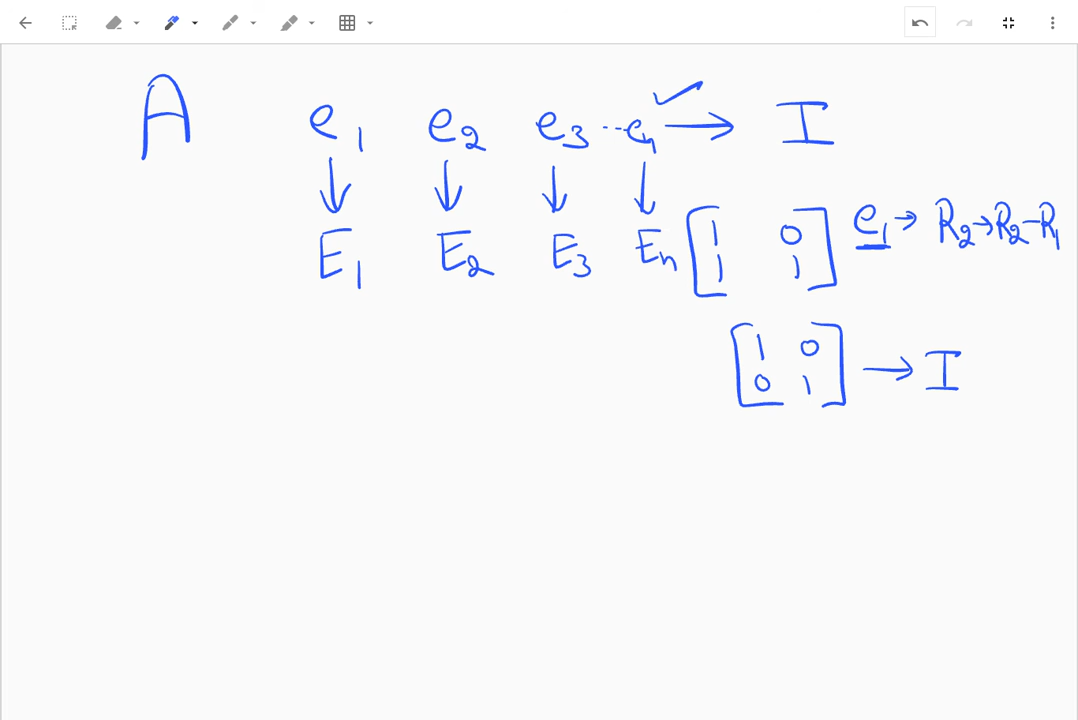 A e1 e2 e3 --- en → I
↓ ↓ ↓ ↓
E1 E2 E3 En [1 0 e1 → R2→R2-R1
1 1]
[1 0
0 1] → I